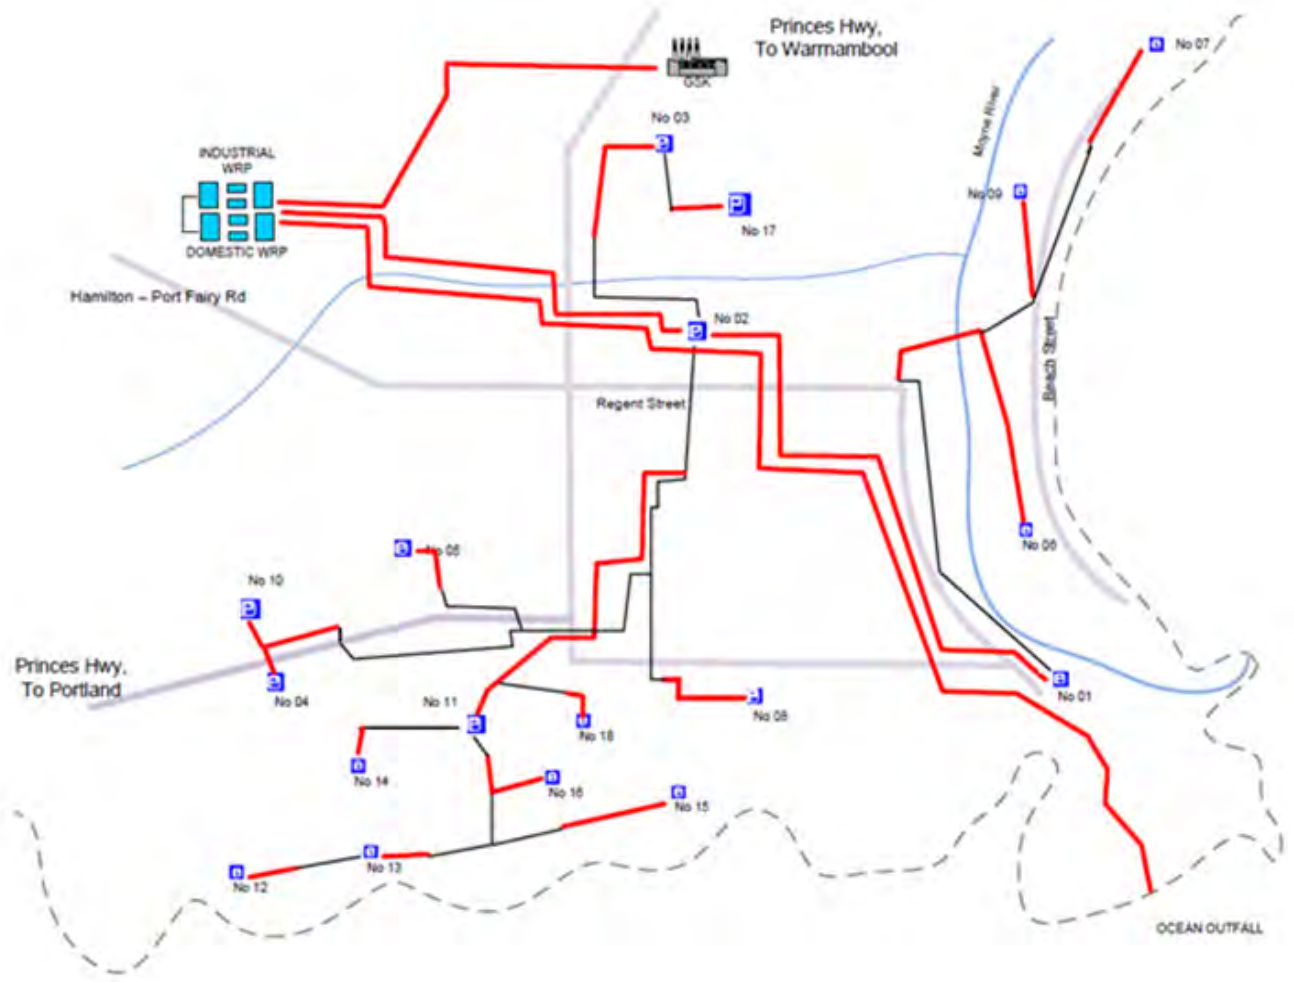 Princes Hwy,
To Warrnambool
No 07
GSK
Moyne River
No 03
INDUSTRIAL
WRP
No 09
No 17
DOMESTIC WRP
Hamilton – Port Fairy Rd
No 02
Beach Street
Regent Street
No 05
No 06
No 10
Princes Hwy,
To Portland
No 04
No 11
No 01
No 08
No 18
No 14
No 16
No 15
No 13
No 12
OCEAN OUTFALL